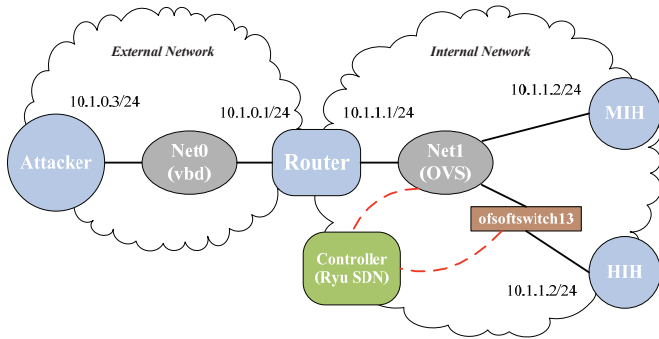 External Network
Internal Network
10.1.0.3/24
10.1.0.1/24
10.1.1.1/24
10.1.1.2/24
MIH
Attacker
Net0
(vbd)
Router
Net1
(OVS)
ofsoftswitch13
Controller
(Ryu SDN)
HIH
10.1.1.2/24